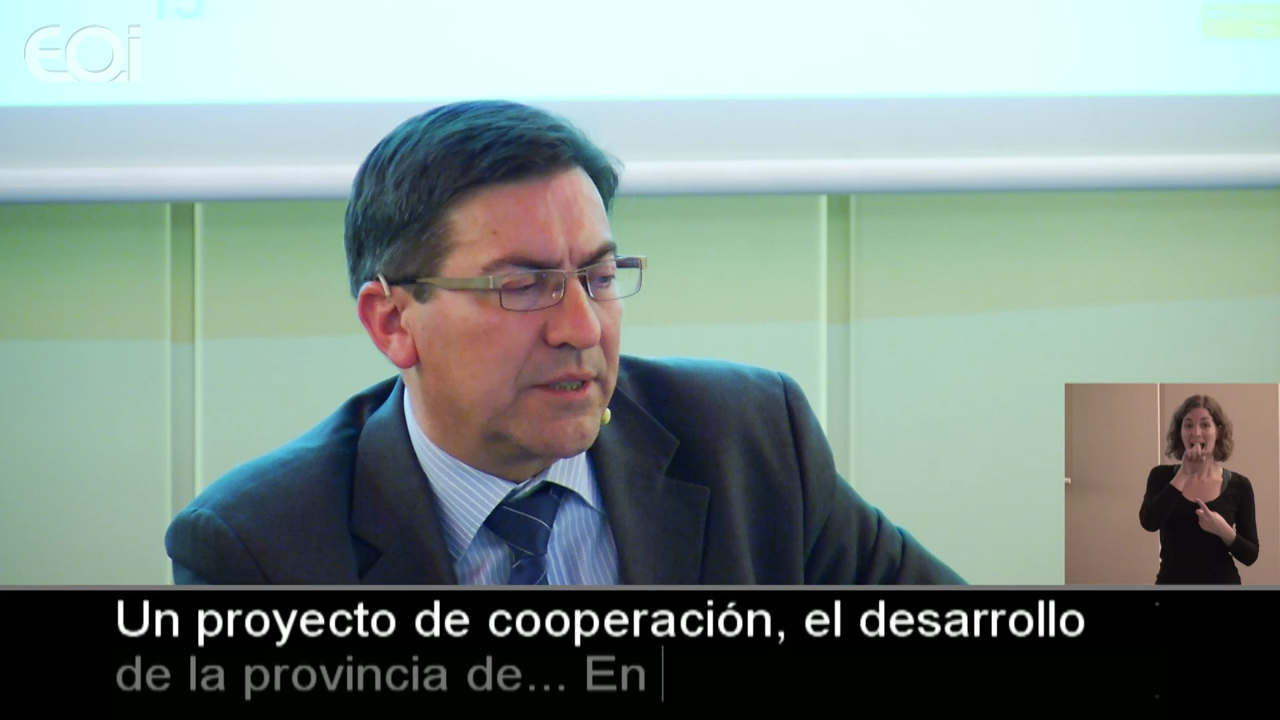 EOi
Un proyecto de cooperación, el desarrollo
de la provincia de... En